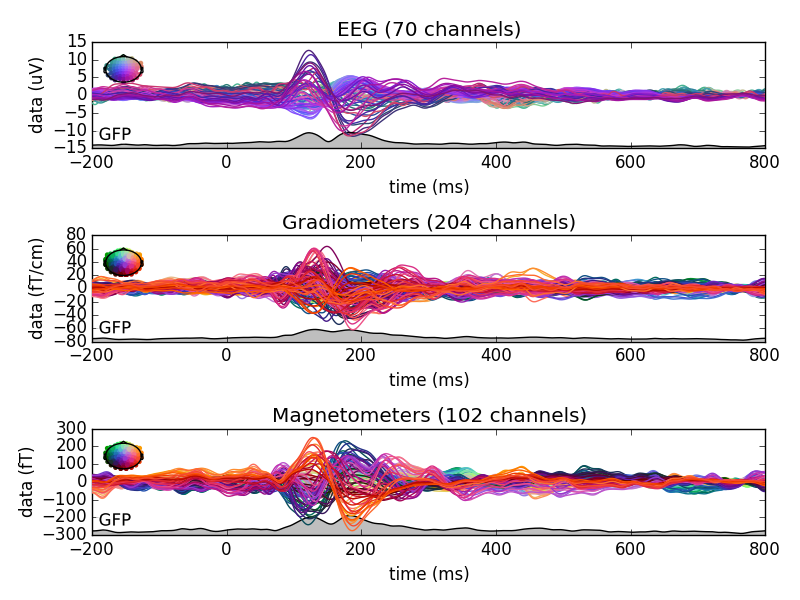 EEG (70 channels)
data (uV)
15
10
5
0
−5
−10
−15
GFP
−200 0 200 400 600 800
time (ms)
Gradiometers (204 channels)
data (fT/cm)
80
60
40
20
0
−20
−40
−60
−80
GFP
−200 0 200 400 600 800
time (ms)
Magnetometers (102 channels)
data (fT)
300
200
100
0
−100
−200
−300
GFP
−200 0 200 400 600 800
time (ms)